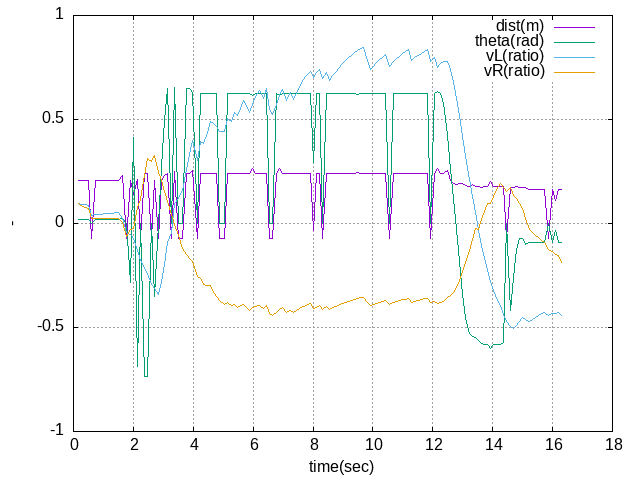 1
dist(m)
theta(rad)
vL(ratio)
vR(ratio)
0.5
0
-0.5
-1
-
0 2 4 6 8 10 12 14 16 18
time(sec)